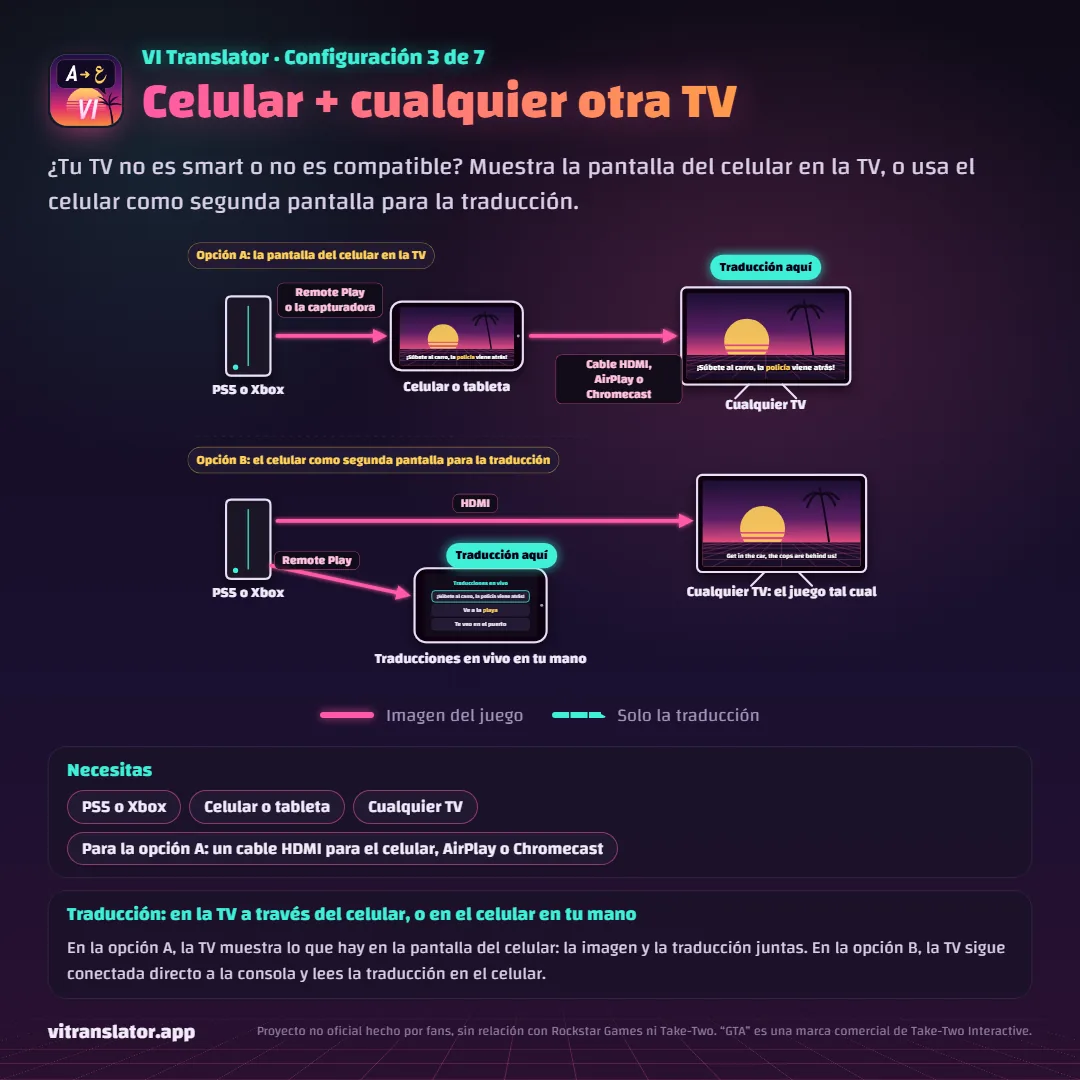 A→ع
VI
VI Translator · Configuración 3 de 7
Celular + cualquier otra TV
¿Tu TV no es smart o no es compatible? Muestra la pantalla del celular en la TV, o usa el
celular como segunda pantalla para la traducción.
Opción A: la pantalla del celular en la TV
Traducción aquí
Remote Play
o la capturadora
¡Súbete al carro, la policía viene atrás!
¡Súbete al carro, la policía viene atrás!
Cable HDMI,
AirPlay o
Chromecast
PS5 o Xbox
Celular o tableta
Cualquier TV
Opción B: el celular como segunda pantalla para la traducción
HDMI
Remote Play
Traducción aquí
Get in the car, the cops are behind us!
Traducciones en vivo
¡Súbete al carro, la policía viene atrás!
Ve a la playa
Te veo en el puerto
PS5 o Xbox
Cualquier TV: el juego tal cual
Traducciones en vivo en tu mano
Imagen del juego
Solo la traducción
Necesitas
PS5 o Xbox
Celular o tableta
Cualquier TV
Para la opción A: un cable HDMI para el celular, AirPlay o Chromecast
Traducción: en la TV a través del celular, o en el celular en tu mano
En la opción A, la TV muestra lo que hay en la pantalla del celular: la imagen y la traducción juntas. En la opción B, la TV sigue
conectada directo a la consola y lees la traducción en el celular.
vitranslator.app
Proyecto no oficial hecho por fans, sin relación con Rockstar Games ni Take-Two. “GTA” es una marca comercial de Take-Two Interactive.